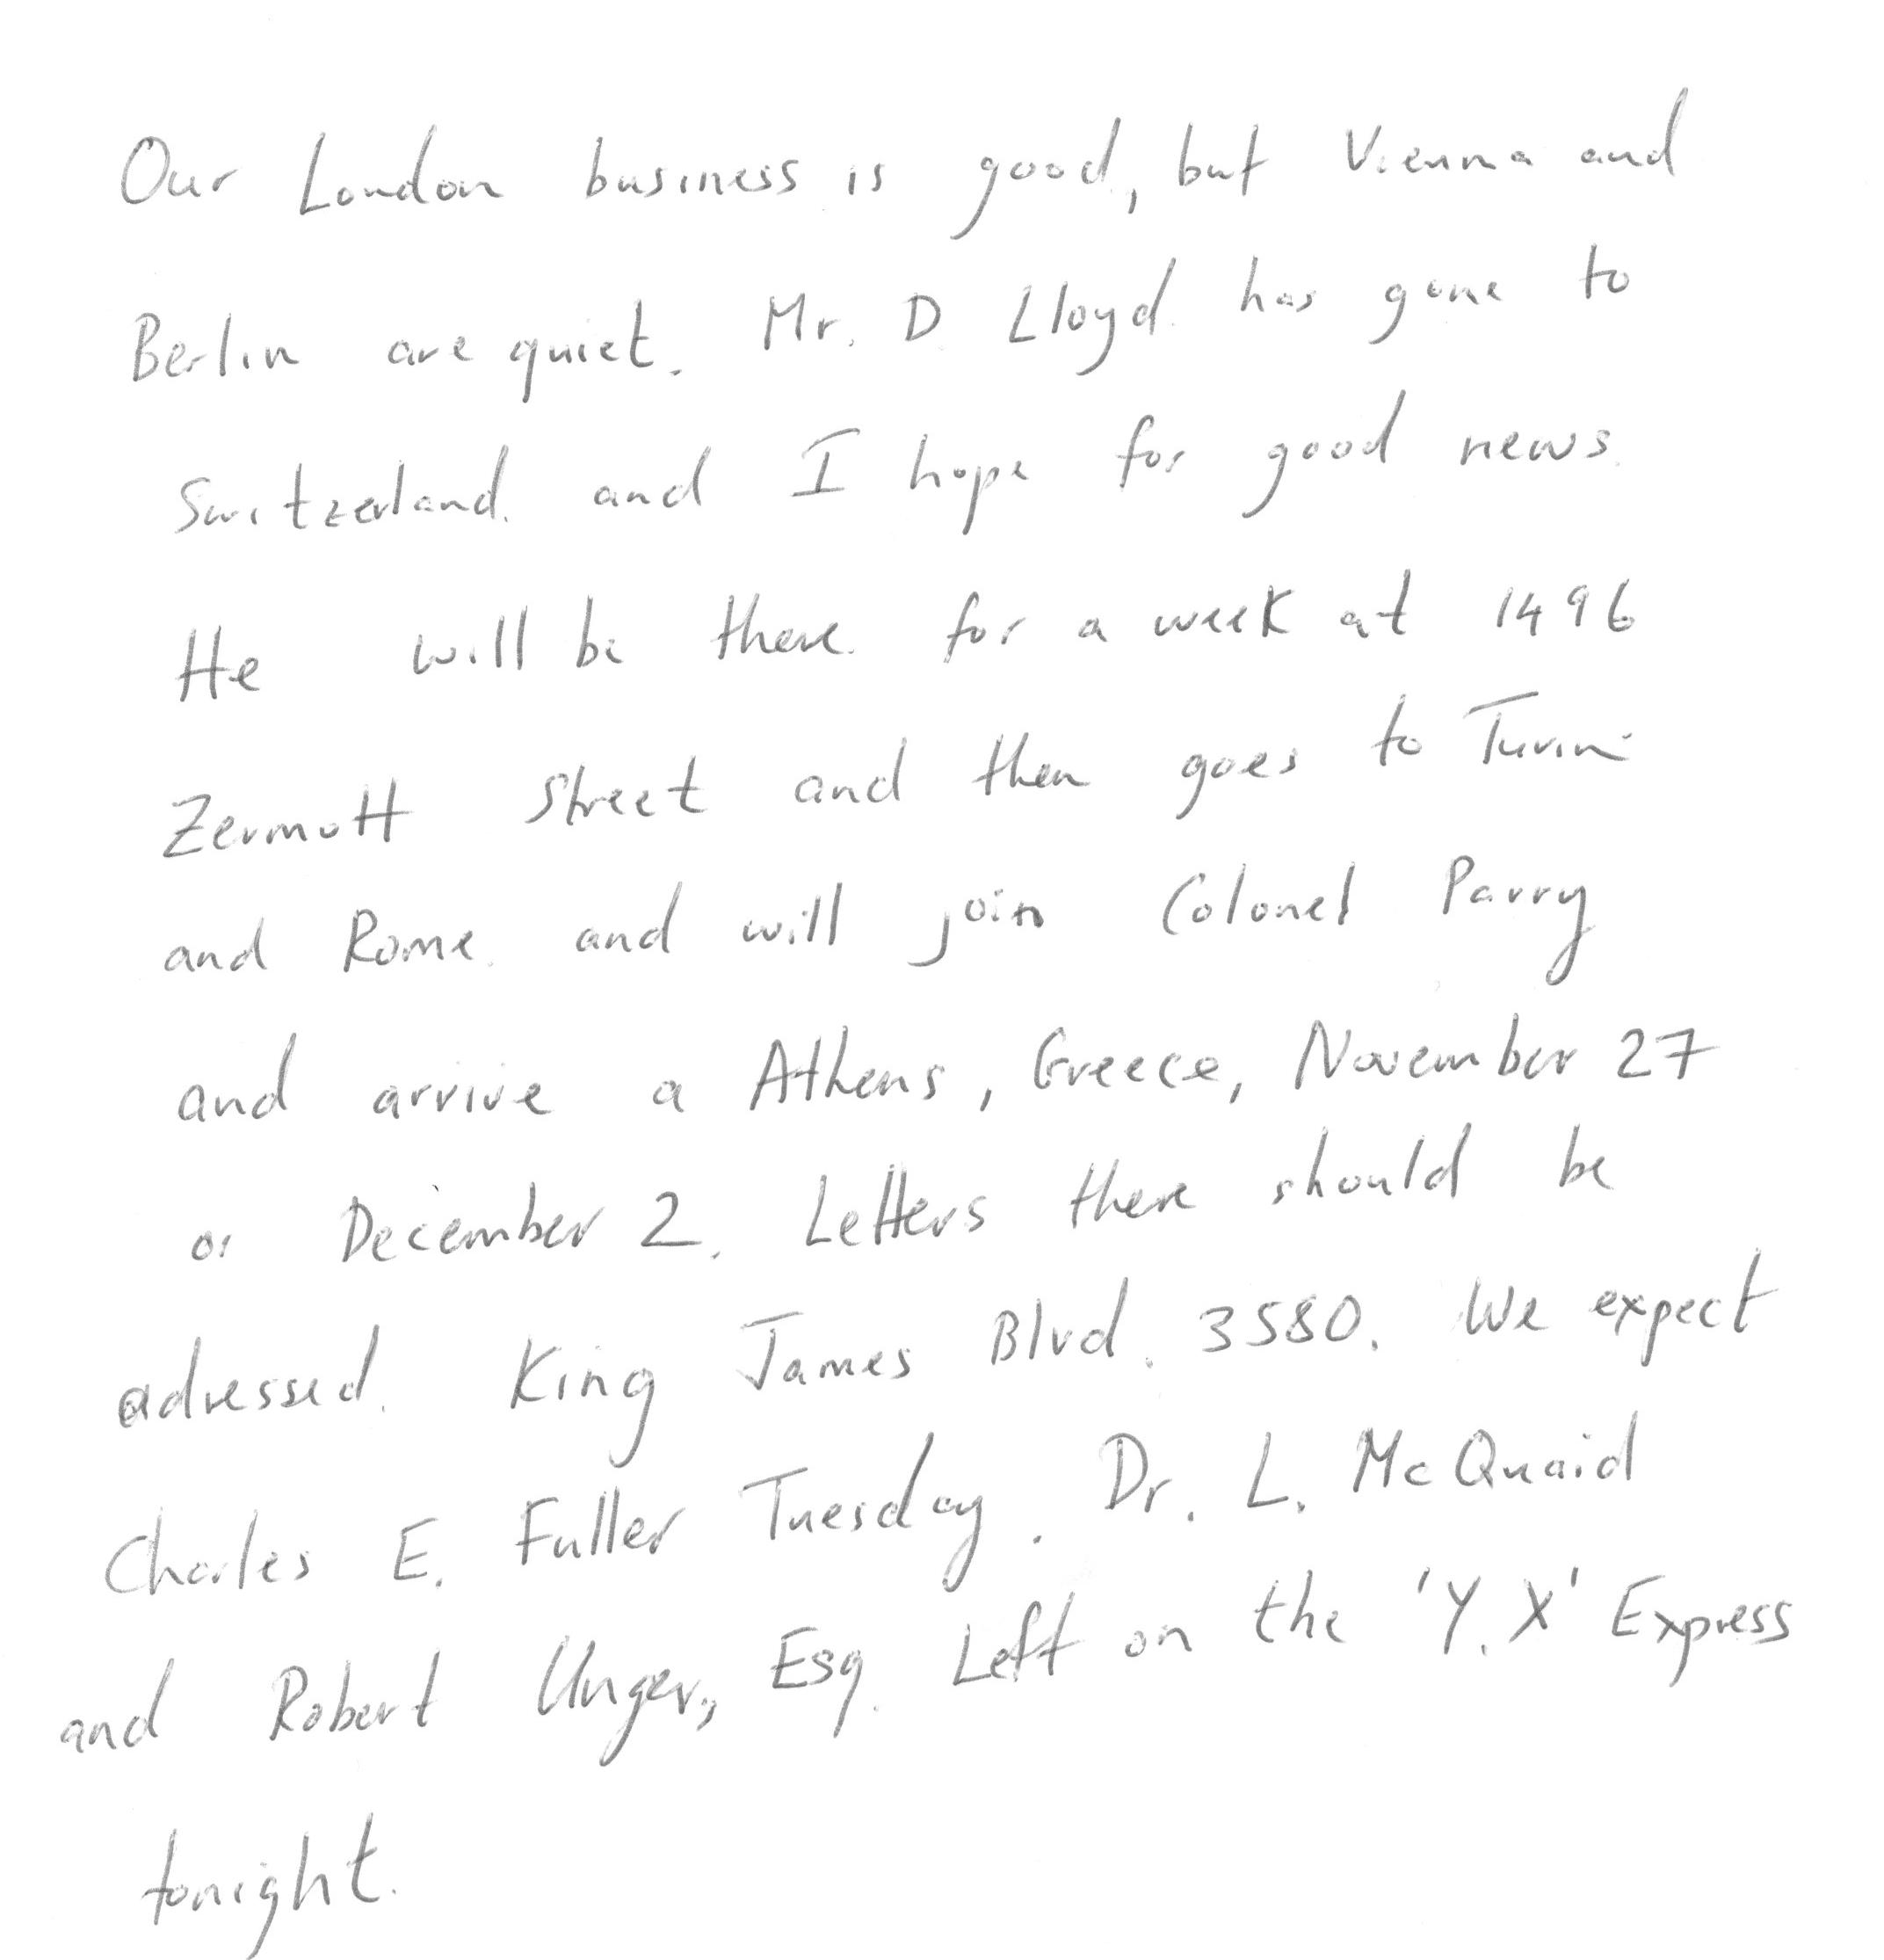 Our London business is good, but Vienna and
Berlin are quiet. Mr. D Lloyd has gone to
Switzerland and I hope for good news.
He will be there for a week at 1496
Zermott Street and then goes to Turin
and Rome and will join Colonel Parry
and arrive a Athens, Greece, November 27
or December 2. Letters there should be
adressed King James Blvd. 3580. We expect
Charles E. Fuller Tuesday. Dr. L. McQuaid
and Robert Unger, Esq. Left on the 'Y.X' Express
tonight.